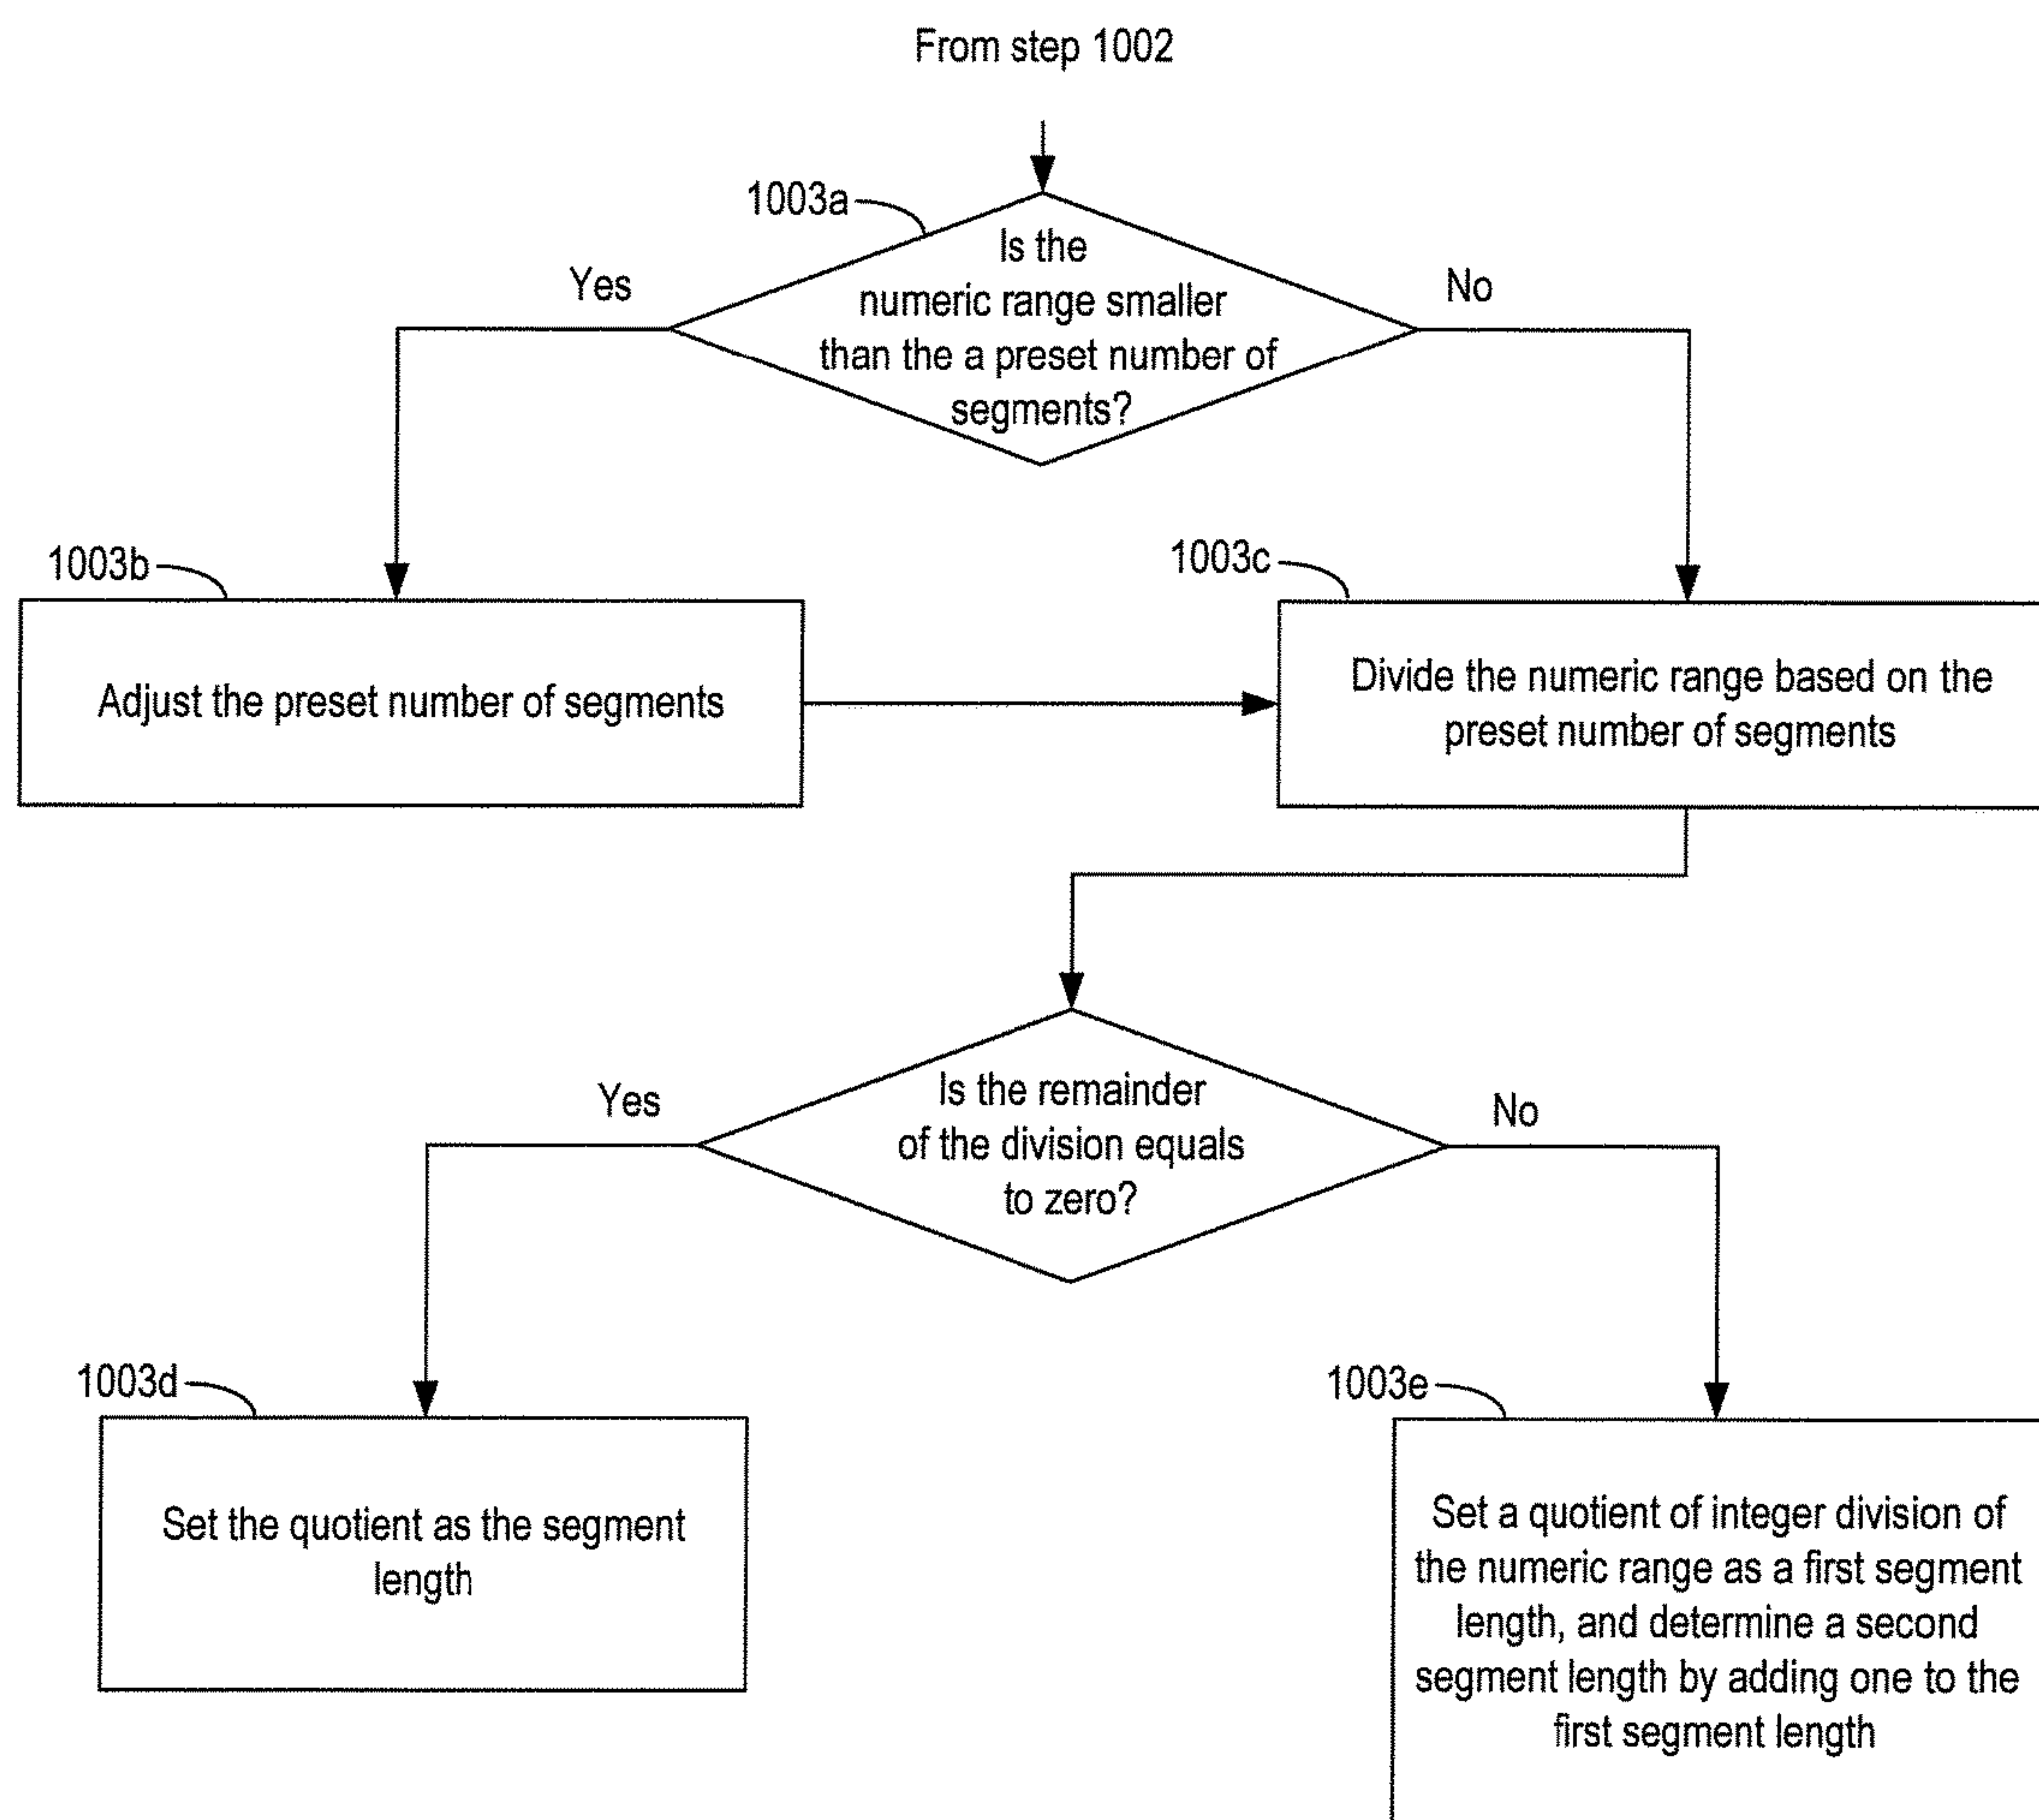 From step 1002
1003a
Is the
numeric range smaller
than the a preset number of
segments?
Yes
No
1003b
1003c
Adjust the preset number of segments
Divide the numeric range based on the
preset number of segments
Is the remainder
of the division equals
to zero?
Yes
No
1003d
1003e
Set the quotient as the segment
length
Set a quotient of integer division of
the numeric range as a first segment
length, and determine a second
segment length by adding one to the
first segment length